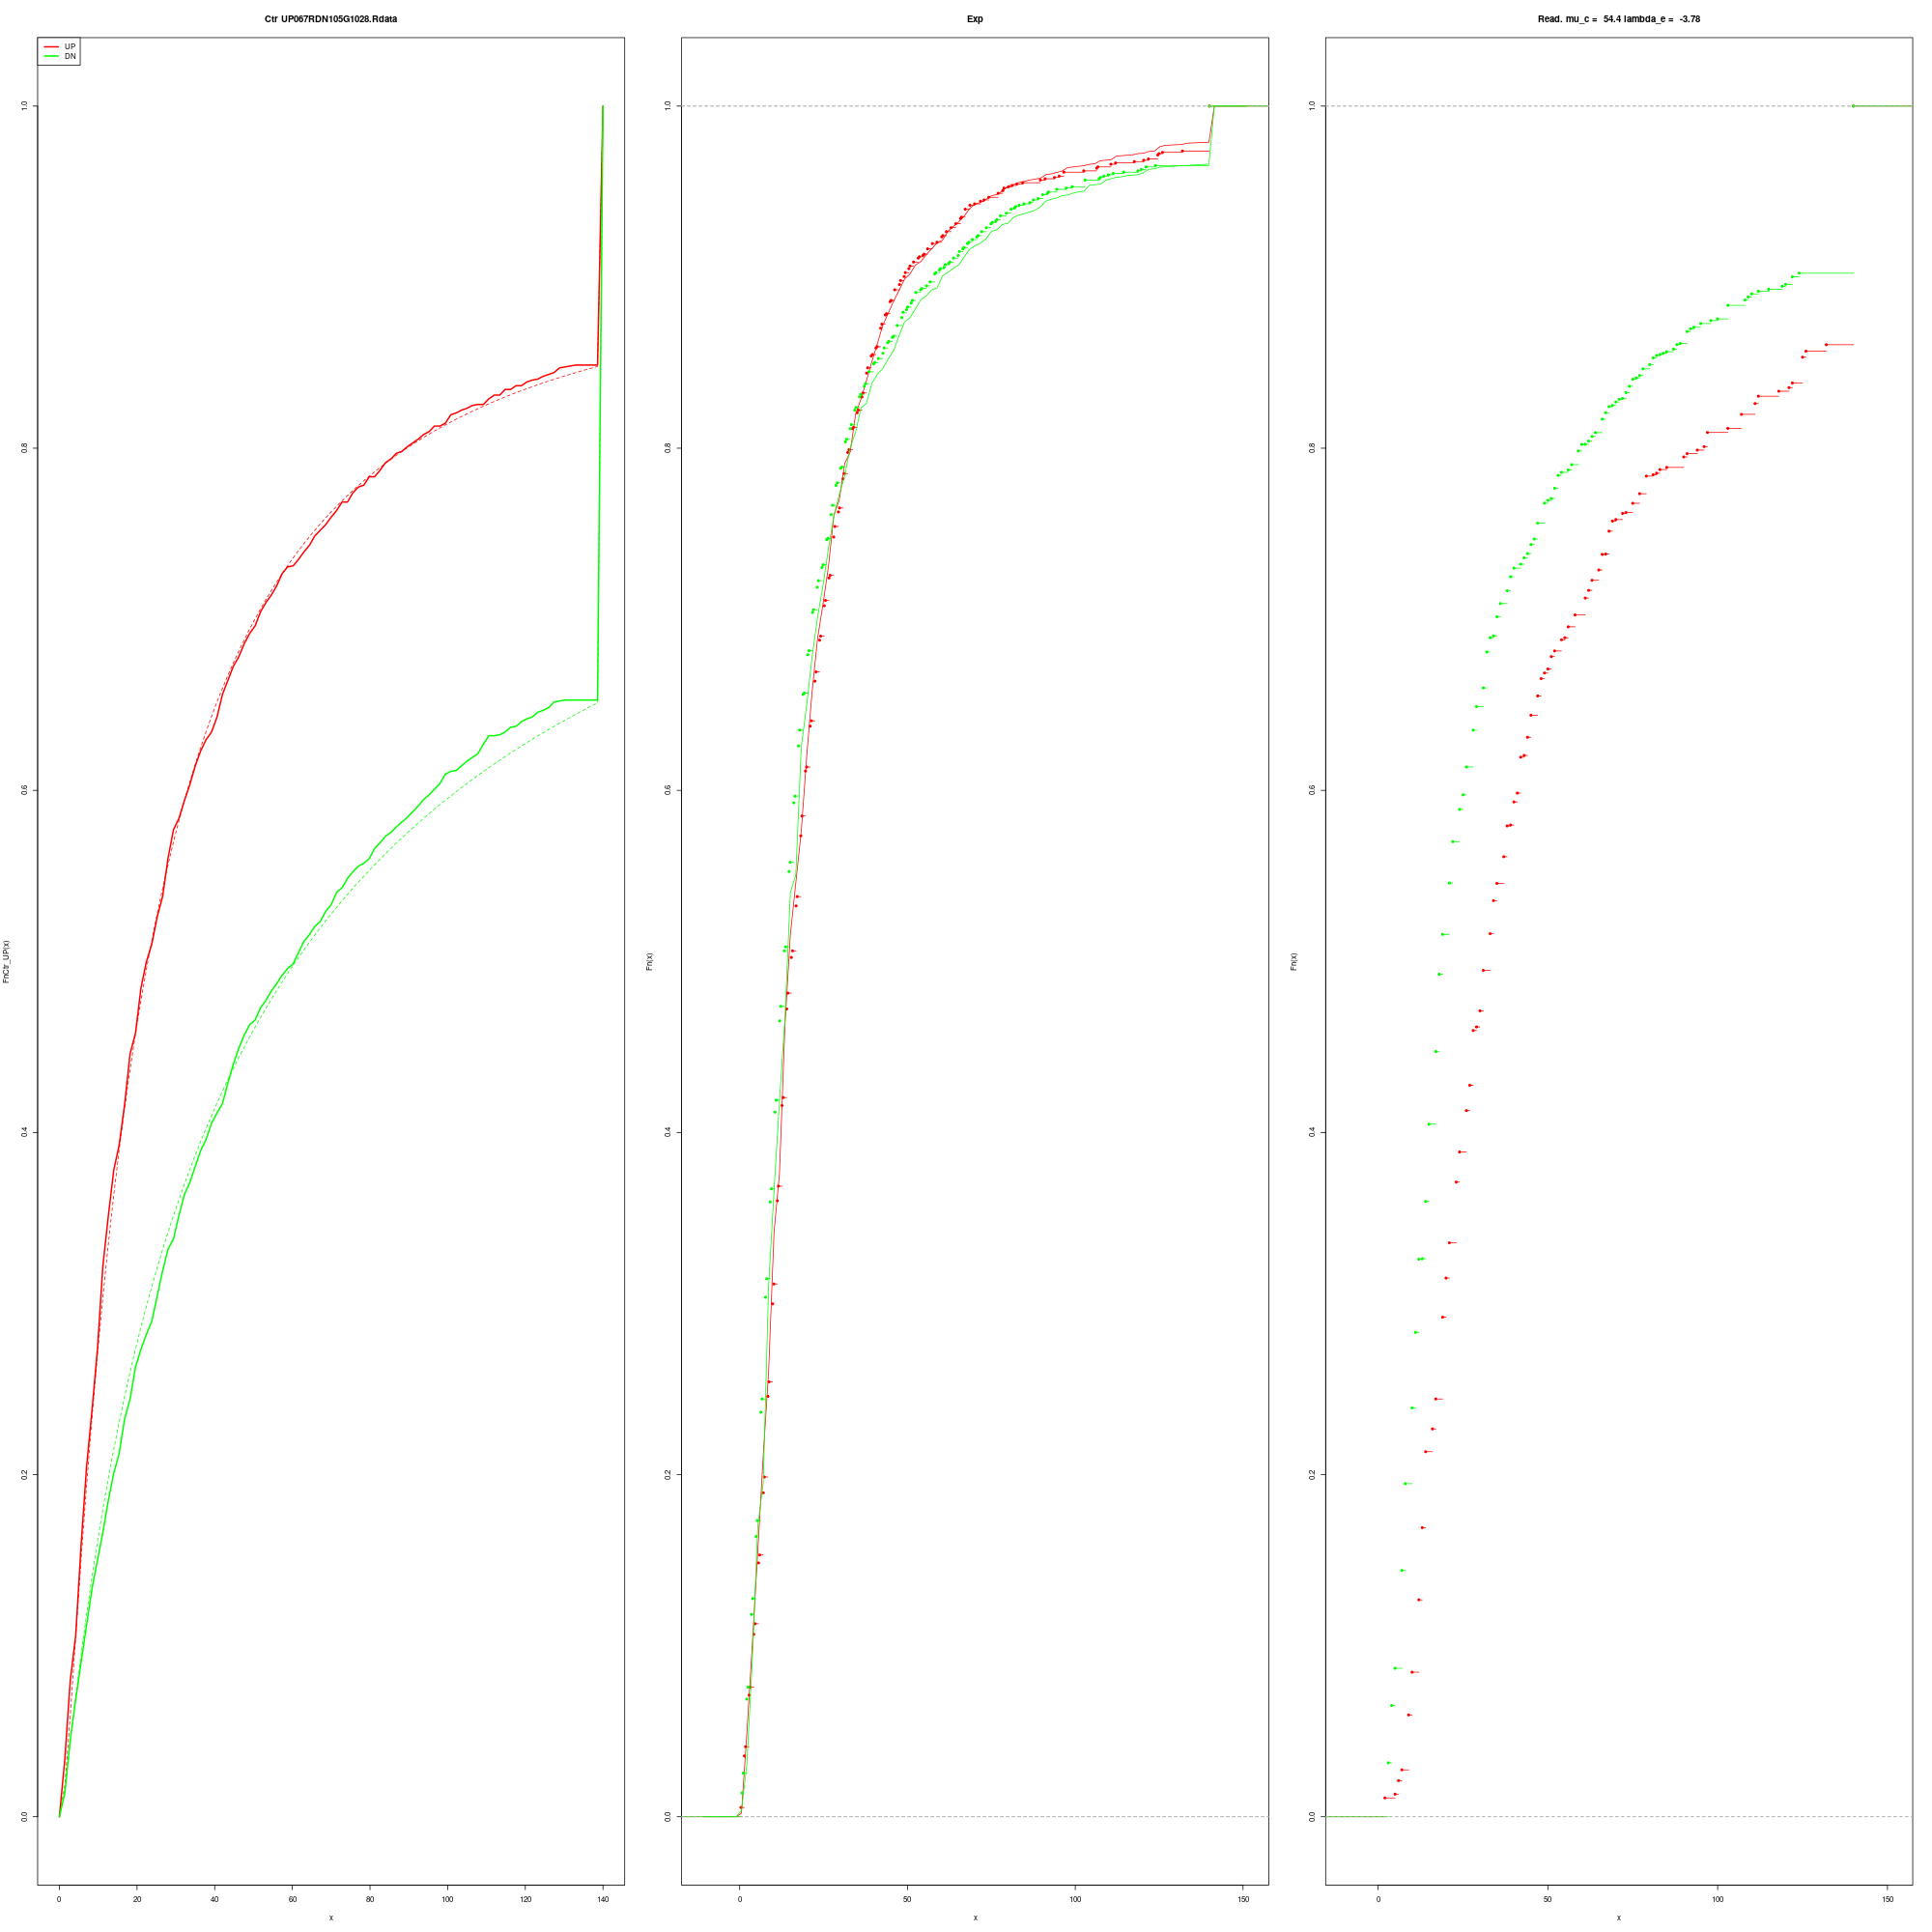 Ctr UP067RDN105G1028.Rdata
UP
DN
FnCtr_UP(x)
1.0
0.8
0.6
0.4
0.2
0.0
0 20 40 60 80 100 120 140
x
Exp
Fn(x)
1.0
0.8
0.6
0.4
0.2
0.0
0 50 100 150
x
Read. mu_c = 54.4 lambda_e = -3.78
Fn(x)
1.0
0.8
0.6
0.4
0.2
0.0
0 50 100 150
x